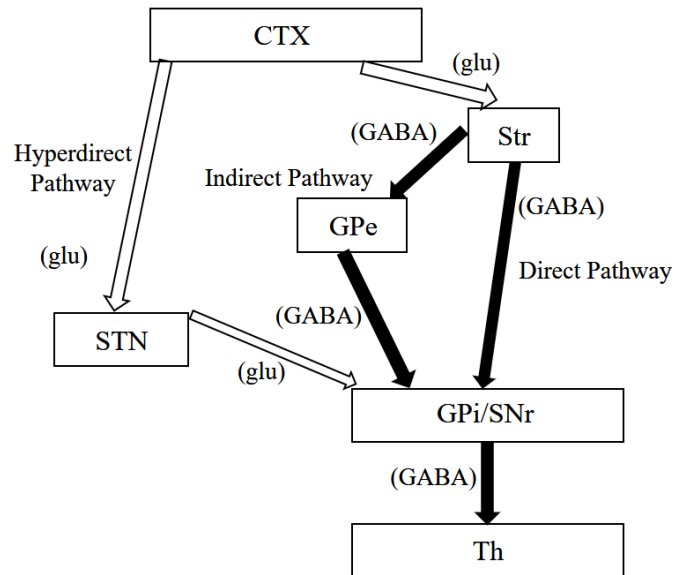 CTX
(glu)
(GABA)
Str
Hyperdirect
Pathway
Indirect Pathway
(GABA)
GPe
(glu)
Direct Pathway
(GABA)
STN
(glu)
GPi/SNr
(GABA)
Th